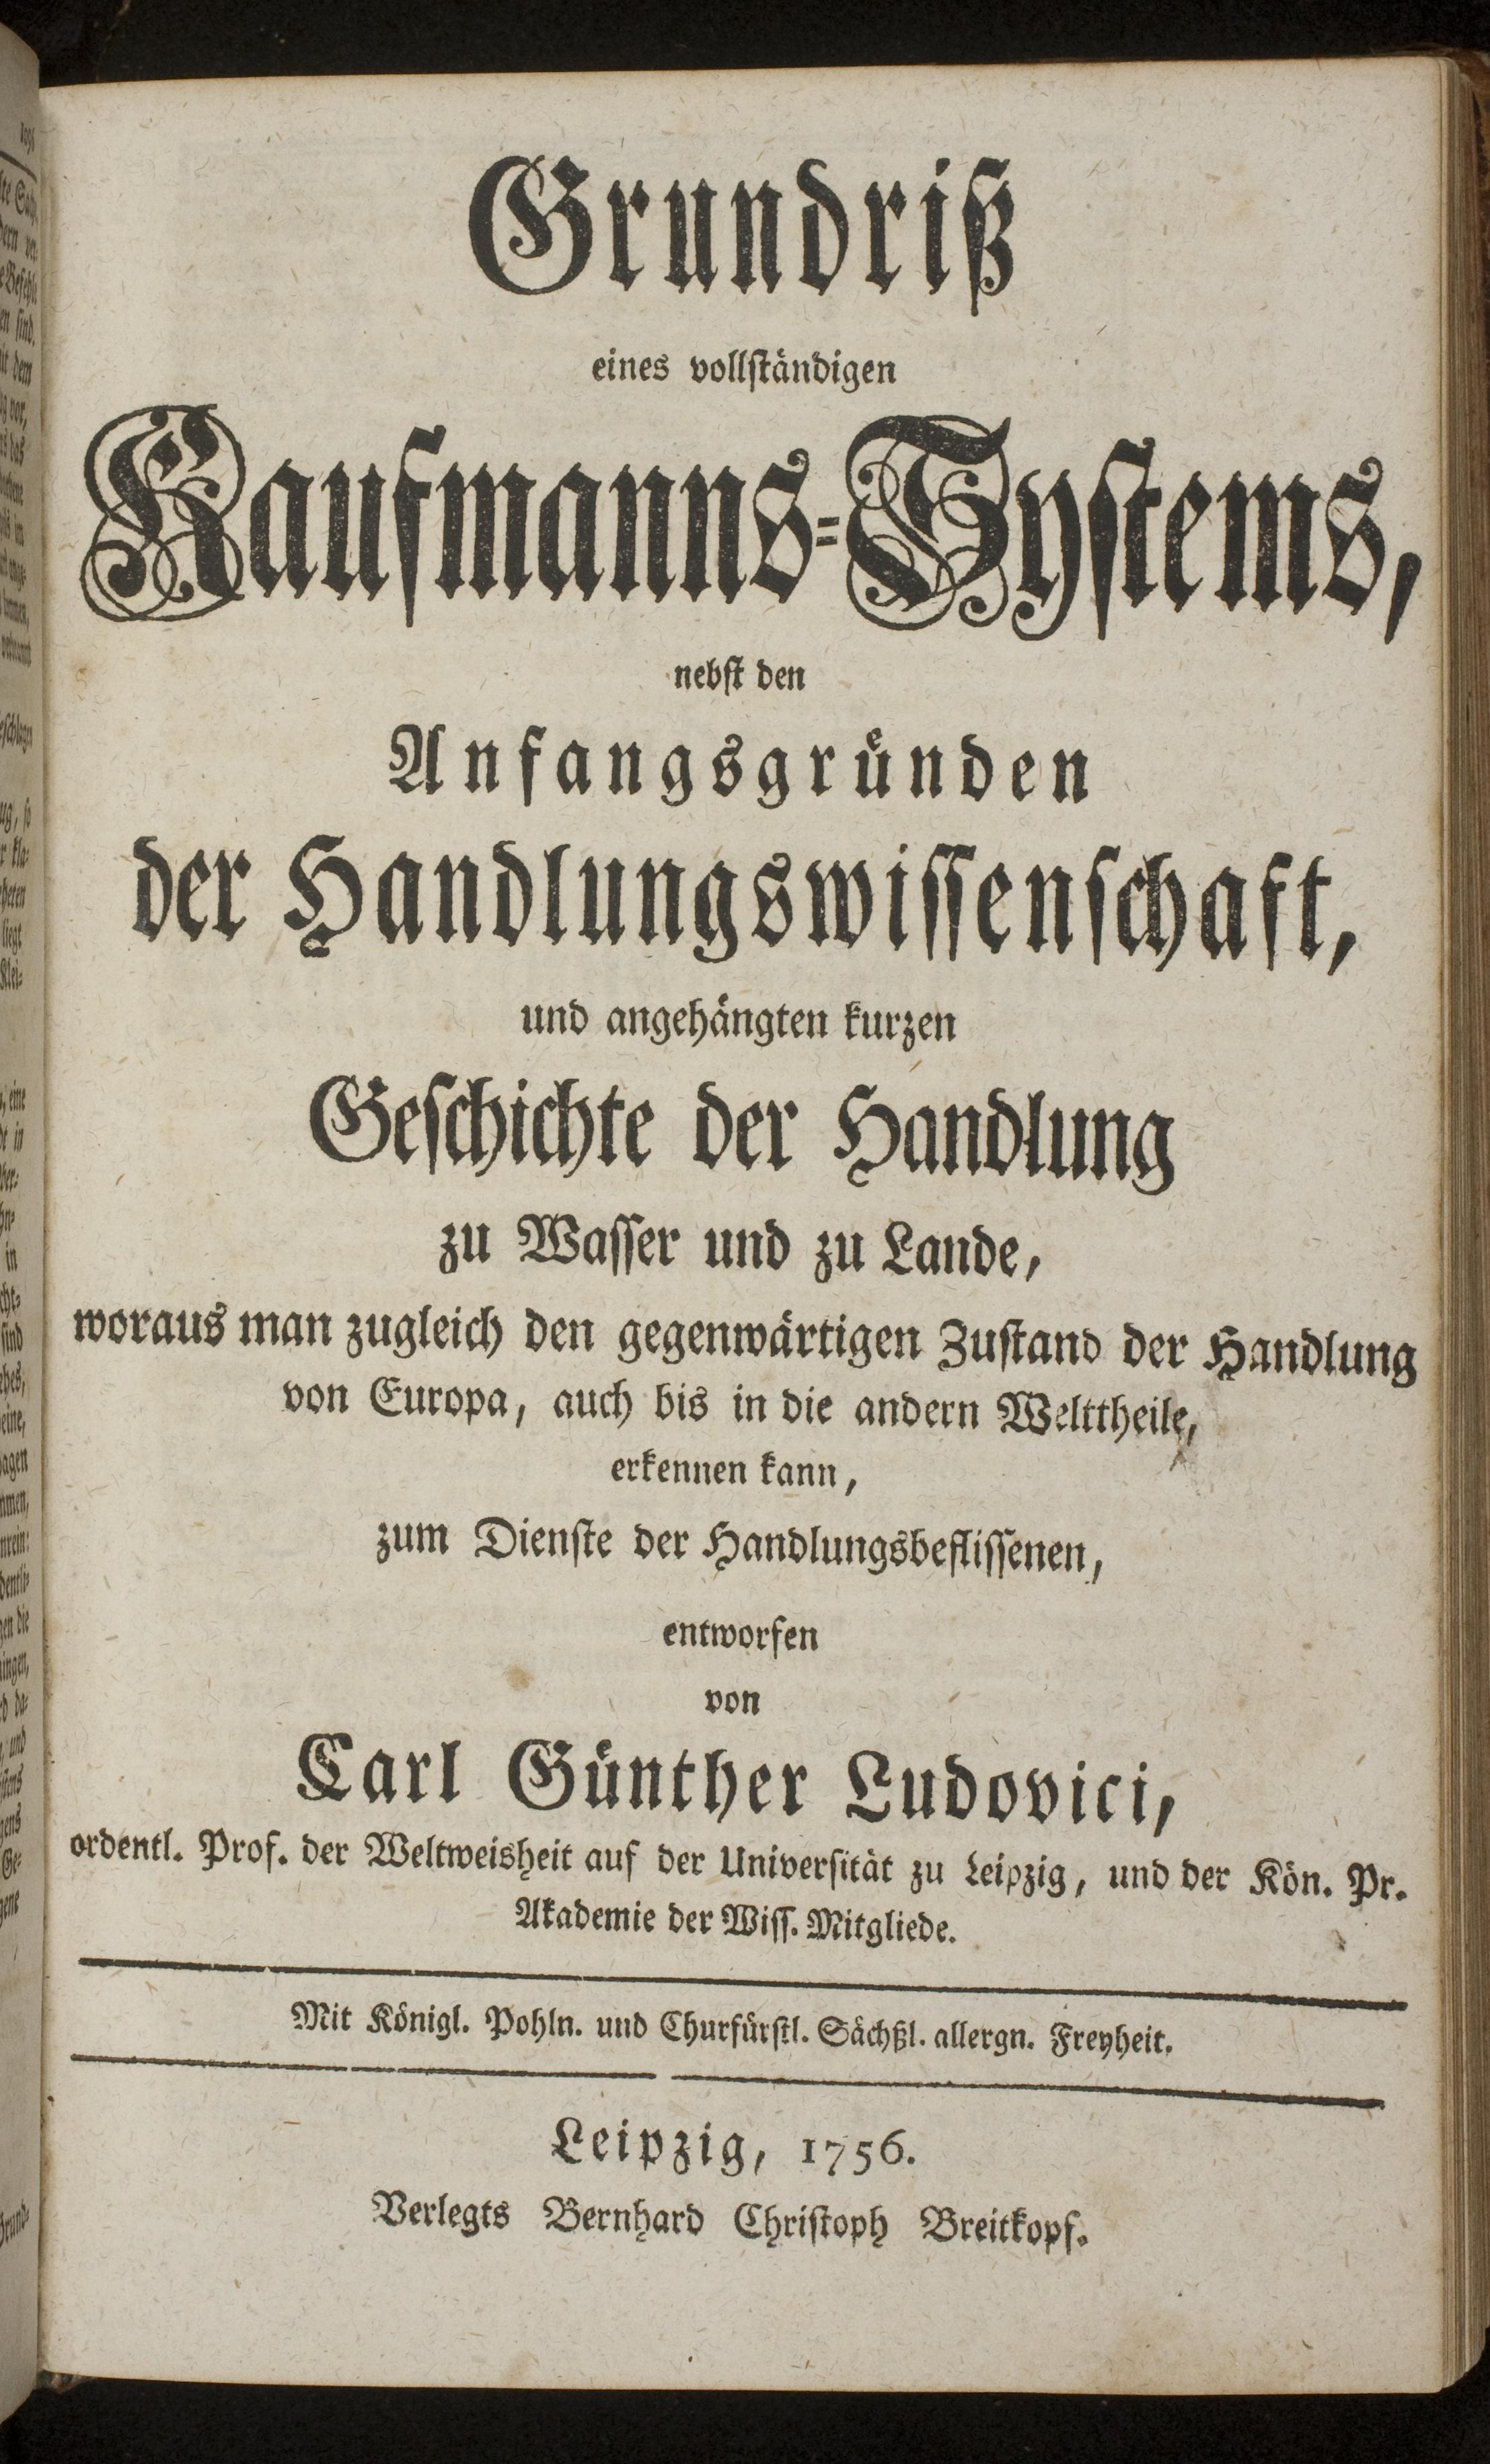 Grundriß
eines vollſtändigen
Kaufmanns-Syſtems,
nebſt den
Anfangsgründen
der Handlungswiſſenſchaft,
und angehängten kurzen
Geſchichte der Handlung
zu Waſſer und zu Lande,
woraus man zugleich den gegenwärtigen Zuſtand der Handlung
von Europa, auch bis in die andern Welttheile,
erkennen kann,
zum Dienſte der Handlungsbefliſſenen,
entworfen
von
Carl Günther Ludovici,
ordentl. Prof. der Weltweisheit auf der Univerſität zu Leipzig, und der Kön. Pr.
Akademie der Wiſſ. Mitgliede.
Mit Königl. Pohln. und Churfürſtl. Sächßl. allergn. Freyheit.
Leipzig, 1756.
Verlegts Bernhard Chriſtoph Breitkopf.